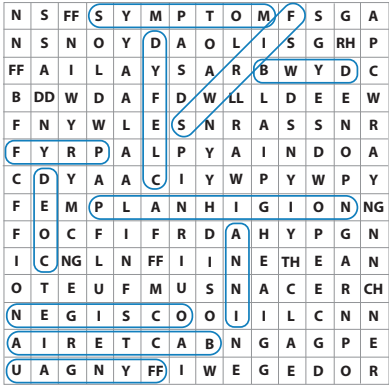 N S FF S Y M P T O M F S G A
N S N O Y D A O L I S G RH P
FF A I L A Y S A R B W Y D C
B DD W D A F D W LL L D E E W
F N Y W L E S N R A S S N R
F Y R P A L P Y A I N D O A
C D Y A A C I Y W P Y W P Y
F E M P L A N H I G I O N NG
F O C F I F R D A H Y P G N
I C NG L N FF I I N E TH E A N
O T E U F M U S N A C E R CH
N E G I S C O O I I L C N N
A I R E T C A B N G A G P E
U A G N Y FF I W E G E D O R